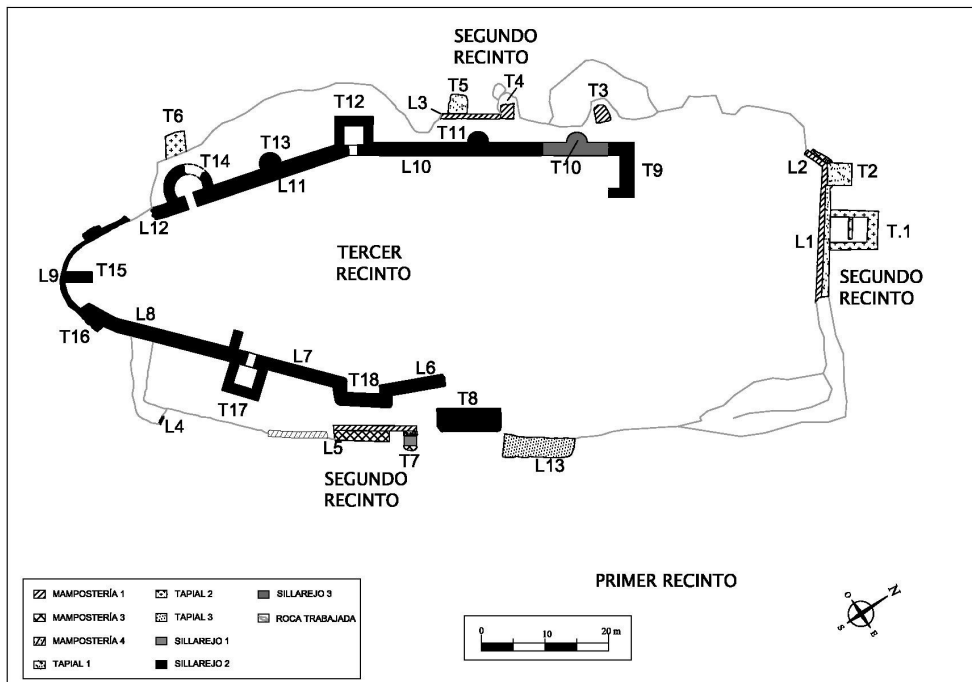 SEGUNDO
RECINTO
T5
T4
T3
L3
T12
T6
T13
T14
T11
L10
T10
T9
L11
L12
L2
T2
L1
T.1
SEGUNDO
RECINTO
TERCER
RECINTO
L9
T15
T16
L8
L7
L6
T18
T8
T17
L4
L5
T7
L13
SEGUNDO
RECINTO
PRIMER RECINTO
MAMPOSTERÍA 1
MAMPOSTERÍA 3
MAMPOSTERÍA 4
TAPIAL 1
TAPIAL 2
TAPIAL 3
SILLAREJO 1
SILLAREJO 2
SILLAREJO 3
ROCA TRABAJADA
0 10 20 m
O N
S E